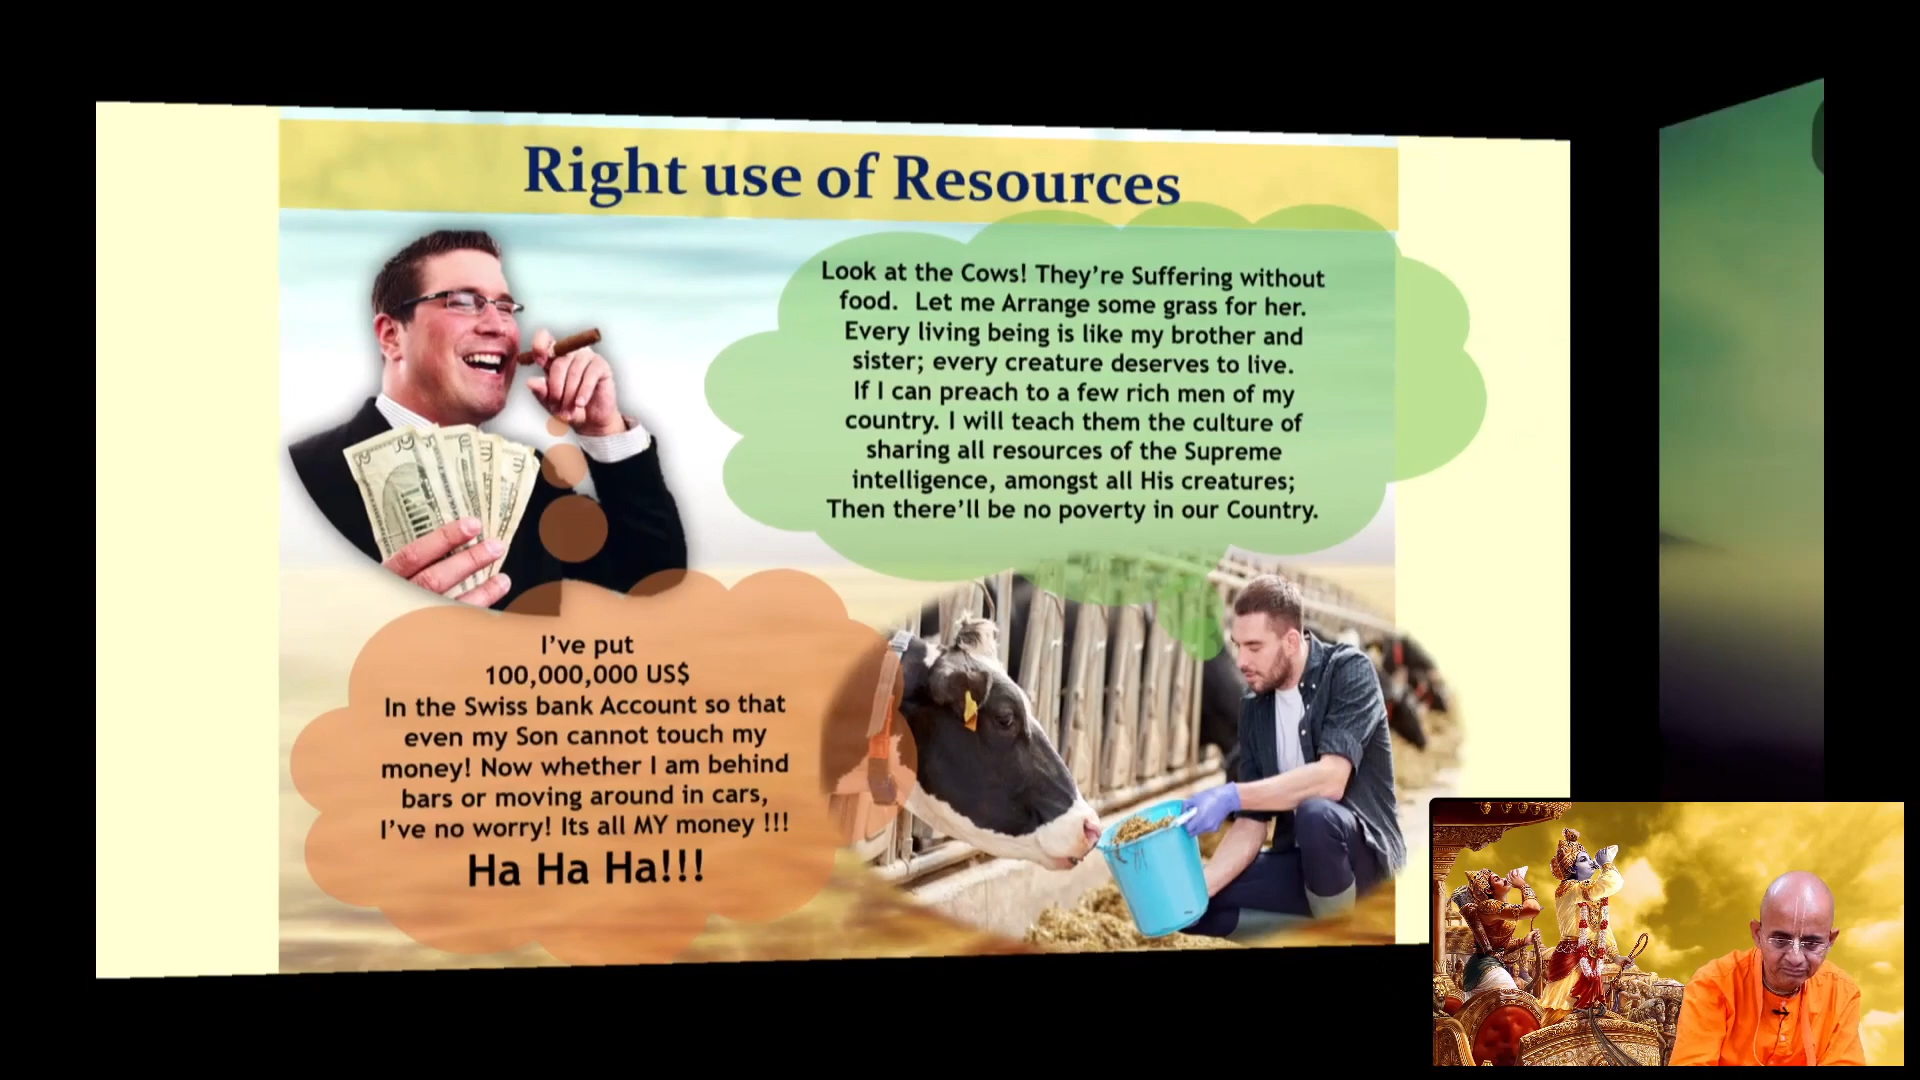 Right use of Resources
Look at the Cows! They're Suffering without
food.  Let me Arrange some grass for her.
Every living being is like my brother and
sister; every creature deserves to live.
If I can preach to a few rich men of my
country. I will teach them the culture of
sharing all resources of the Supreme
intelligence, amongst all His creatures;
Then there'll be no poverty in our Country.
I've put
100,000,000 US$
In the Swiss bank Account so that
even my Son cannot touch my
money! Now whether I am behind
bars or moving around in cars,
I've no worry! Its all MY money !!!
Ha Ha Ha!!!